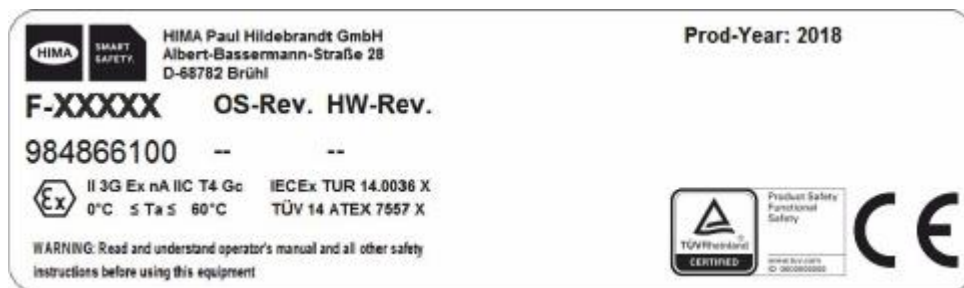 HIMA
SMART
SAFETY.
HIMA Paul Hildebrandt GmbH
Albert-Bassermann-Straße 28
D-68782 Brühl
Prod-Year: 2018
F-XXXXX OS-Rev. HW-Rev.
984866100 -- --
Ex II 3G Ex nA IIC T4 Gc IECEx TUR 14.0036 X
0°C ≤ Ta ≤ 60°C TÜV 14 ATEX 7557 X
WARNING: Read and understand operator's manual and all other safety
instructions before using this equipment
TÜVRheinland
®
CERTIFIED
Product Safety
Functional
Safety
www.tuv.com
ID 0600000000
CE